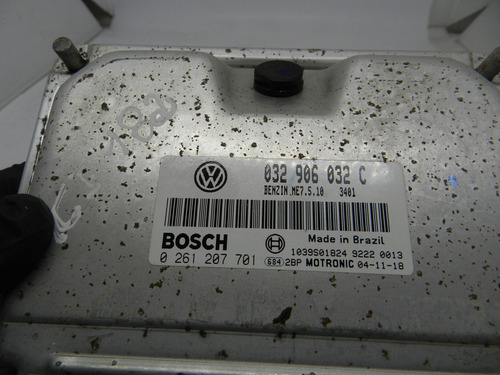 032 906 032 C
BENZIN.ME7.5.10 3401
BOSCH Made in Brazil
1039S01824 9222 0013
0 261 207 701 684 2BP MOTRONIC 04-11-18